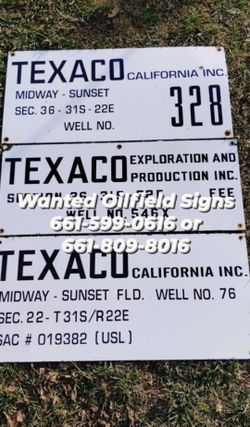 TEXACO CALIFORNIA INC.
MIDWAY - SUNSET
SEC. 36 - 31S - 22E
328
WELL NO.
TEXACO EXPLORATION AND
PRODUCTION INC.
Wanted Oilfield Signs
FEE
661-599-0616 or
WELL NO. 546X
661-809-8016
TEXACO CALIFORNIA INC.
MIDWAY - SUNSET FLD. WELL NO. 76
SEC. 22 - T31S/R22E
SAC # 019382 (USL)